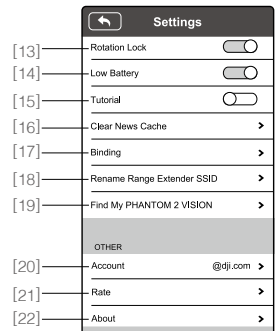 Settings
[13] Rotation Lock
[14] Low Battery
[15] Tutorial
[16] Clear News Cache
[17] Binding
[18] Rename Range Extender SSID
[19] Find My PHANTOM 2 VISION
OTHER
[20] Account @dji.com
[21] Rate
[22] About